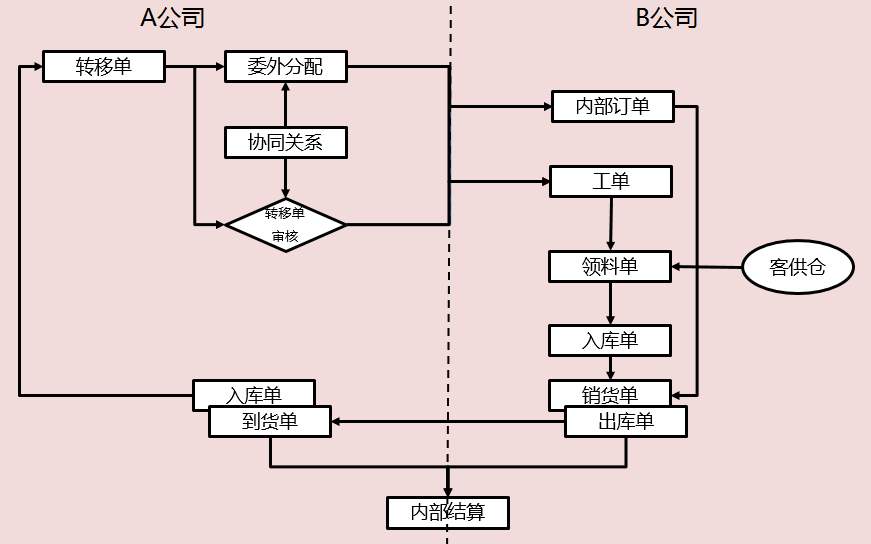 A公司
B公司
转移单
委外分配
内部订单
协同关系
工单
转移单
审核
领料单
客供仓
入库单
入库单
销货单
到货单
出库单
内部结算